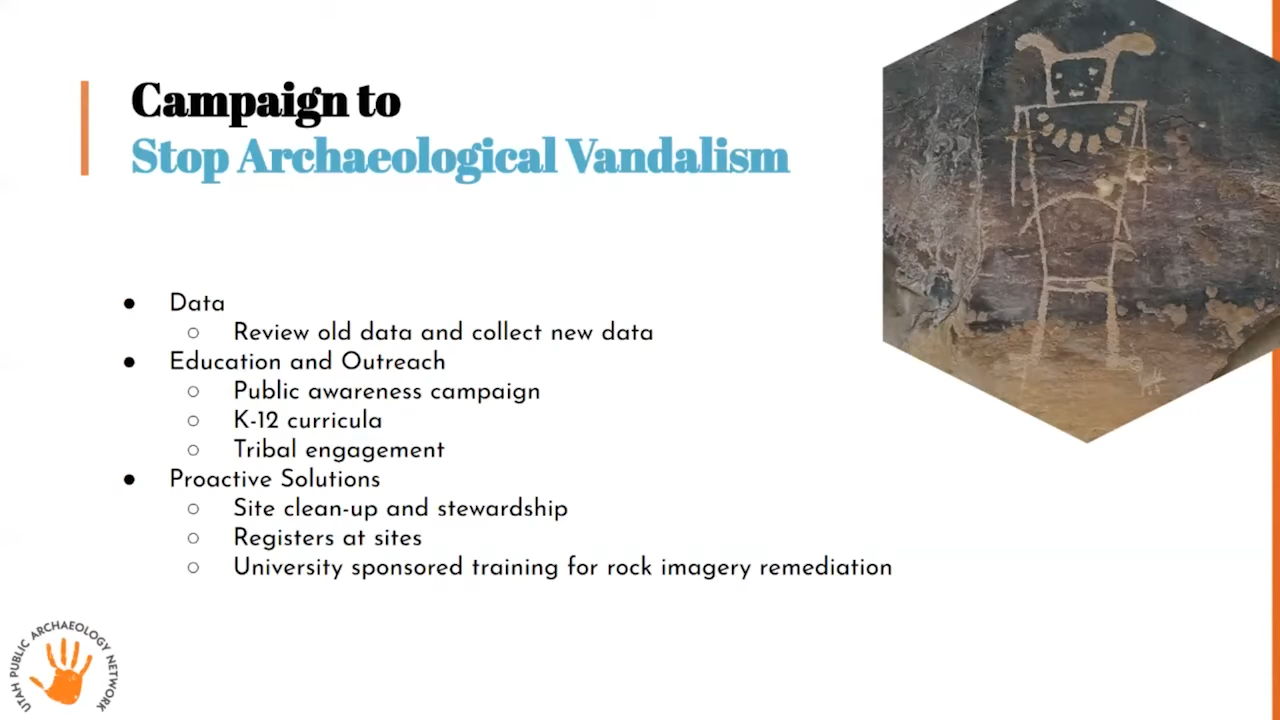 Campaign to
Stop Archaeological Vandalism
● Data
○ Review old data and collect new data
● Education and Outreach
○ Public awareness campaign
○ K-12 curricula
○ Tribal engagement
● Proactive Solutions
○ Site clean-up and stewardship
○ Registers at sites
○ University sponsored training for rock imagery remediation
UTAH PUBLIC ARCHAEOLOGY NETWORK